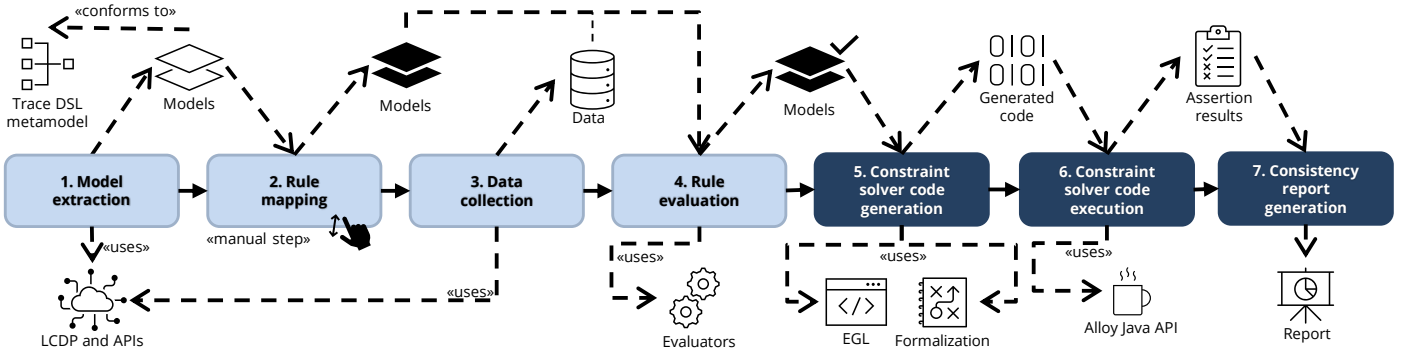 «conforms to»
Trace DSL
metamodel
Models
Models
Data
Models
Generated
code
Assertion
results
1. Model
extraction
2. Rule
mapping
3. Data
collection
4. Rule
evaluation
5. Constraint
solver code
generation
6. Constraint
solver code
execution
7. Consistency
report
generation
«uses»
«manual step»
«uses»
«uses»
«uses»
«uses»
LCDP and APIs
Evaluators
EGL
Formalization
Alloy Java API
Report